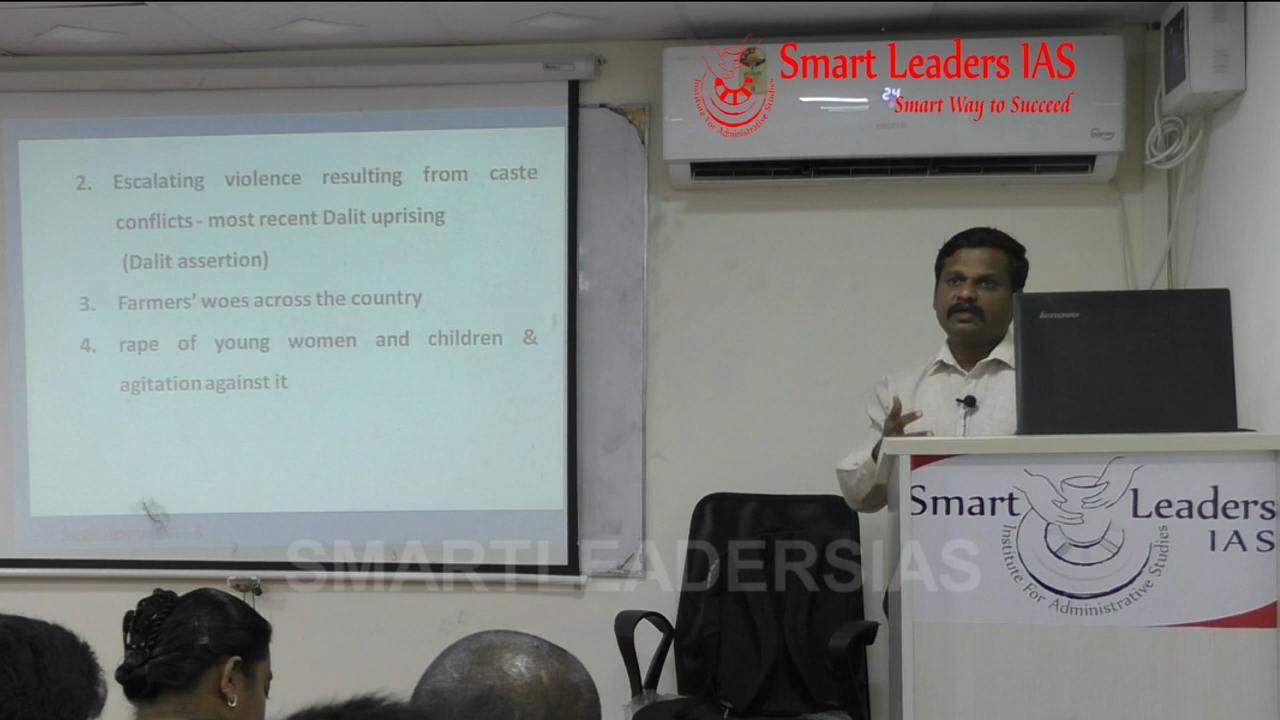 2. Escalating violence resulting from caste
conflicts - most recent Dalit uprising
(Dalit assertion)
3. Farmers' woes across the country
4. rape of young women and children &
agitation against it
Smart Leaders IAS
Smart Way to Succeed
Institute For Administrative Studies
24
lenovo
Smart Leaders
IAS
Institute For Administrative Studies
SMARTLEADERSIAS